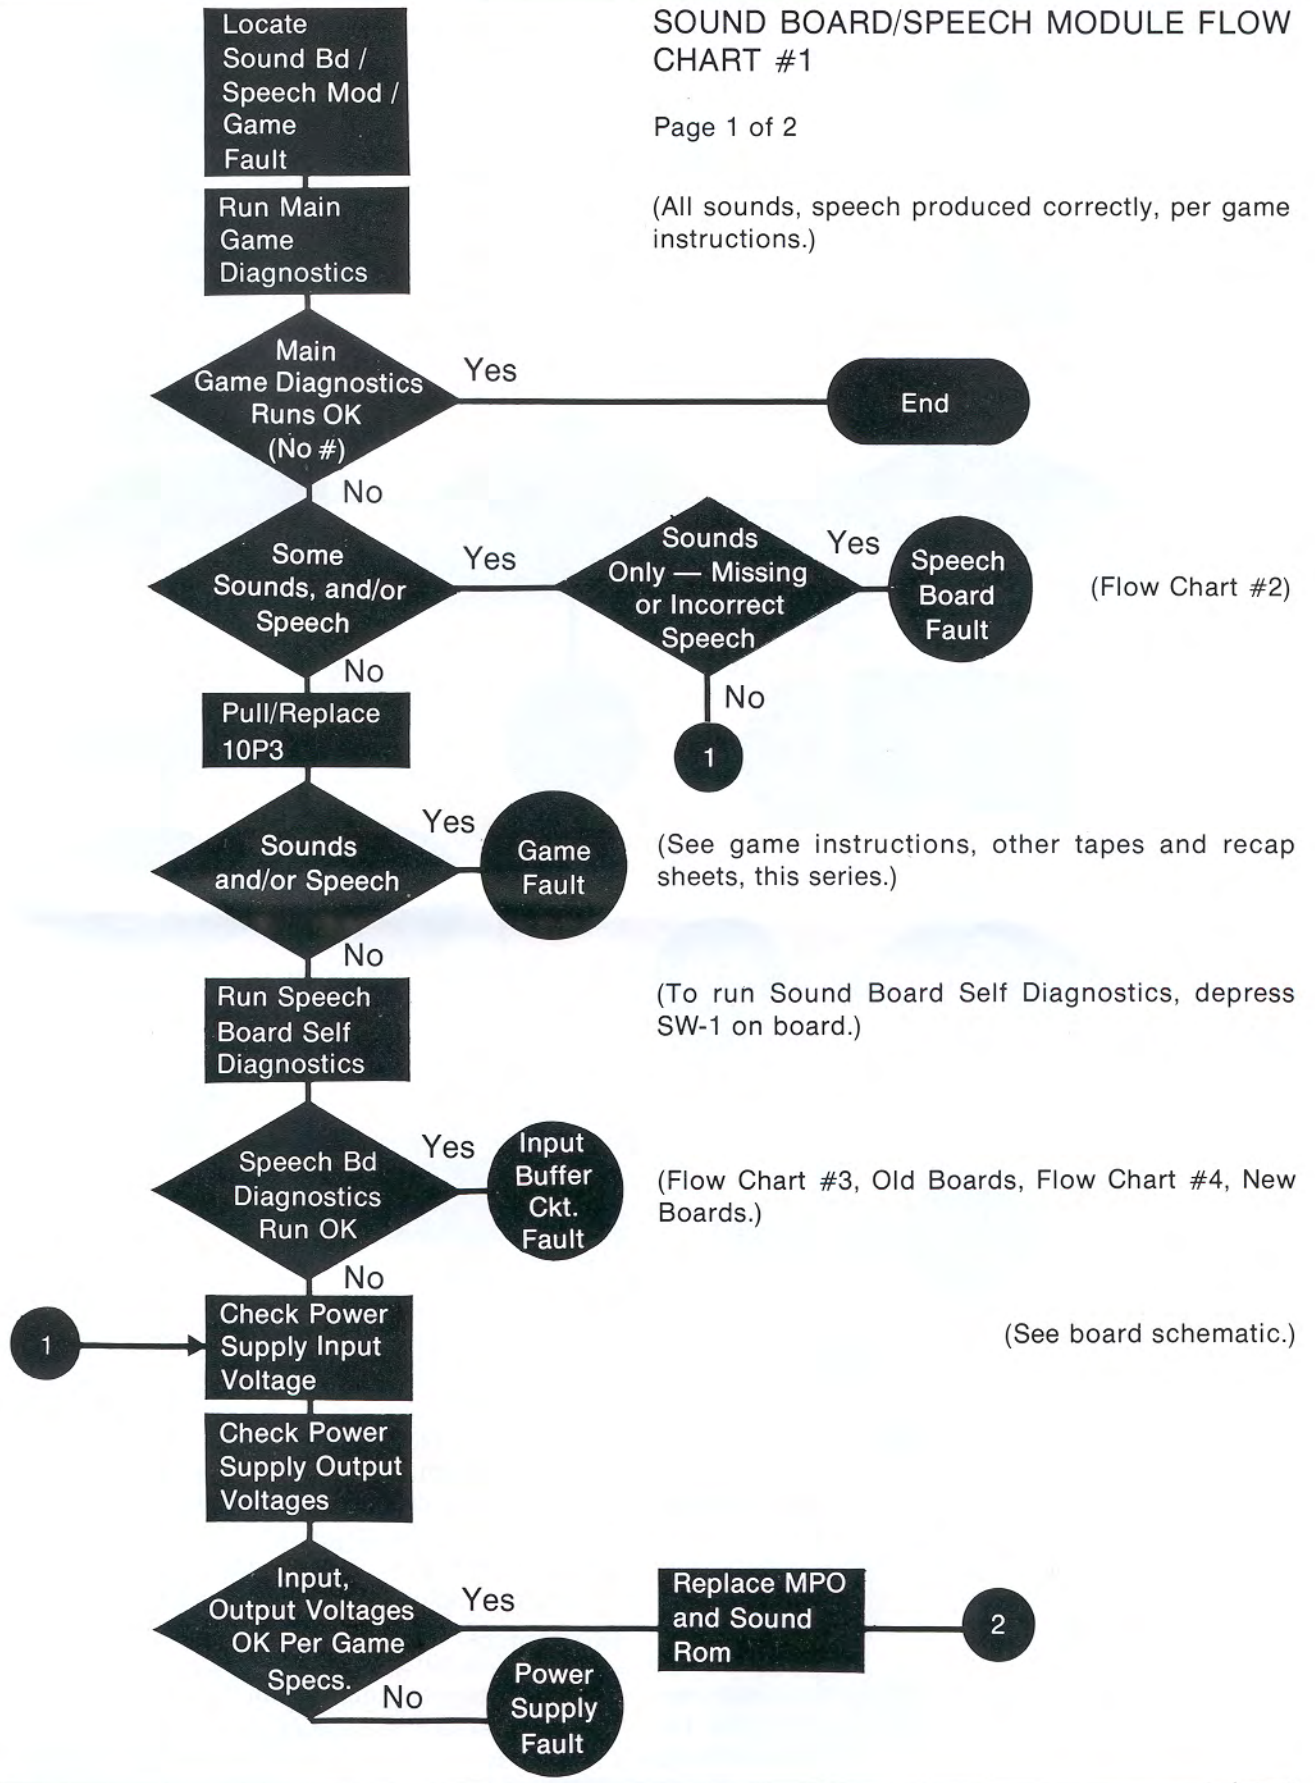 SOUND BOARD/SPEECH MODULE FLOW
CHART #1
Page 1 of 2
Locate
Sound Bd /
Speech Mod /
Game
Fault
Run Main
Game
Diagnostics
(All sounds, speech produced correctly, per game
instructions.)
Main
Game Diagnostics
Runs OK
(No #)
Yes
End
No
Some
Sounds, and/or
Speech
Yes
Sounds
Only — Missing
or Incorrect
Speech
Yes
Speech
Board
Fault
(Flow Chart #2)
No
No
1
Pull/Replace
10P3
Sounds
and/or Speech
Yes
Game
Fault
(See game instructions, other tapes and recap
sheets, this series.)
No
Run Speech
Board Self
Diagnostics
(To run Sound Board Self Diagnostics, depress
SW-1 on board.)
Speech Bd
Diagnostics
Run OK
Yes
Input
Buffer
Ckt.
Fault
(Flow Chart #3, Old Boards, Flow Chart #4, New
Boards.)
No
1
Check Power
Supply Input
Voltage
(See board schematic.)
Check Power
Supply Output
Voltages
Input,
Output Voltages
OK Per Game
Specs.
Yes
Replace MPO
and Sound
Rom
2
No
Power
Supply
Fault